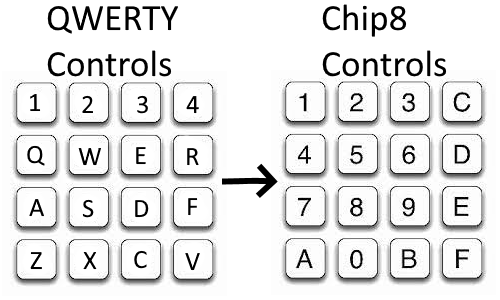 QWERTY Controls
1 2 3 4
Q W E R
A S D F
Z X C V
Chip8 Controls
1 2 3 C
4 5 6 D
7 8 9 E
A 0 B F